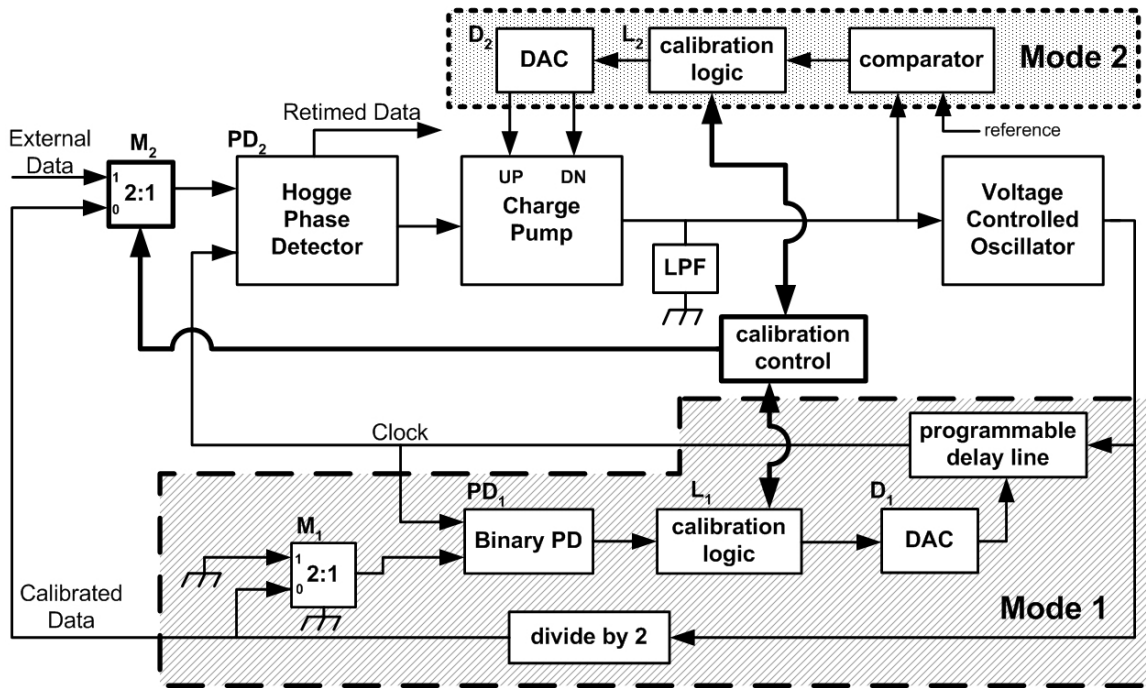 D2
DAC
L2
calibration
logic
comparator
Mode 2
reference
External
Data
M2
1
2:1
0
Retimed Data
PD2
Hogge
Phase
Detector
UP DN
Charge
Pump
LPF
Voltage
Controlled
Oscillator
calibration
control
Clock
programmable
delay line
PD1
Binary PD
L1
calibration
logic
D1
DAC
M1
1
2:1
0
Calibrated
Data
divide by 2
Mode 1